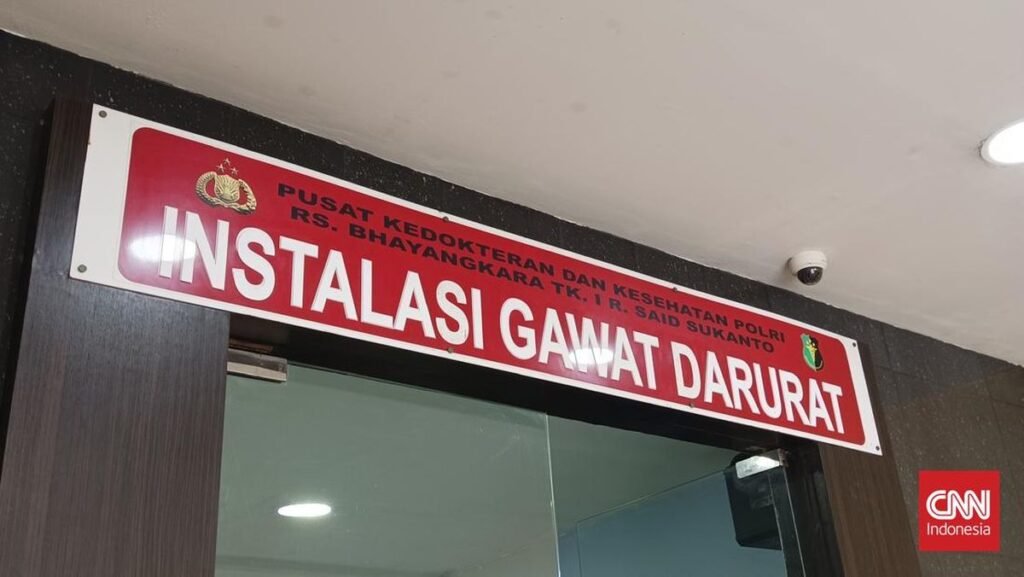 PUSAT KEDOKTERAN DAN KESEHATAN POLRI
RS. BHAYANGKARA TK. I R. SAID SUKANTO
INSTALASI GAWAT DARURAT
CNN
Indonesia